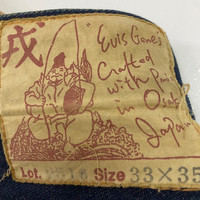 戎
"Evis Genes
Crafted
with Pride
in Osaka
Japan"
Lot. Size 33×35